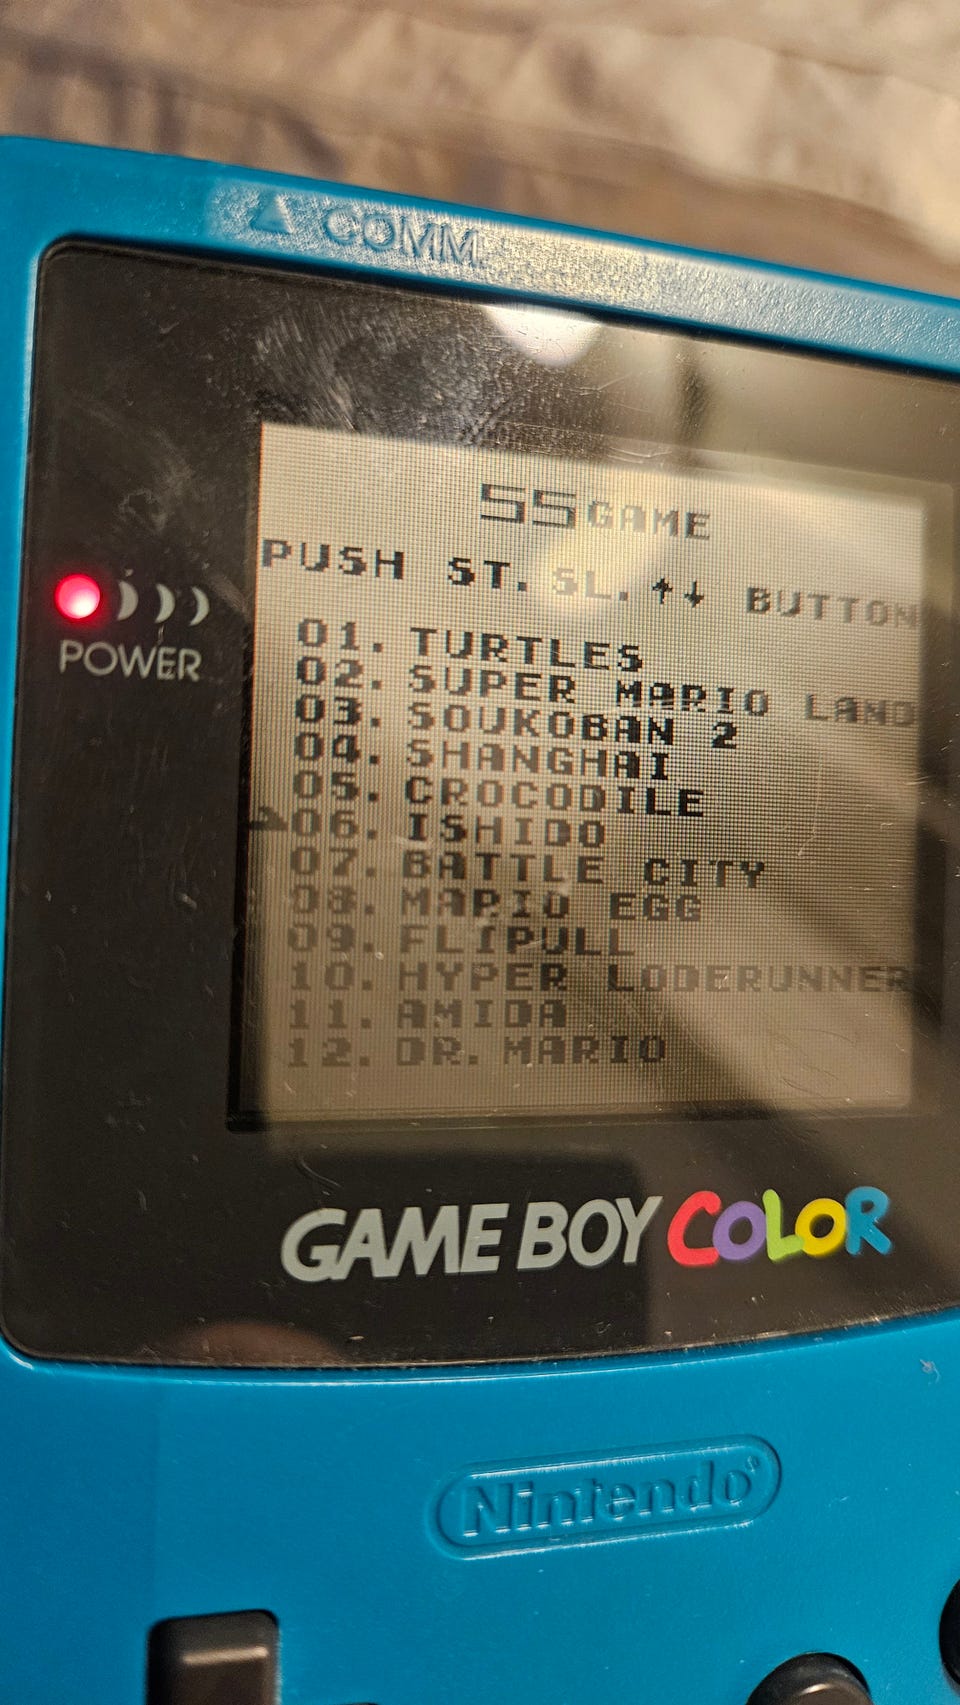 ▲ COMM.
55GAME
PUSH ST. SL. ↑↓ BUTTON
01. TURTLES
02. SUPER MARIO LAND
03. SOUKOBAN 2
04. SHANGHAI
05. CROCODILE
06. ISHIDO
07. BATTLE CITY
08. MARIO EGG
09. FLIPULL
10. HYPER LODERUNNER
11. AMIDA
12. DR. MARIO
POWER
GAME BOY COLOR
Nintendo®